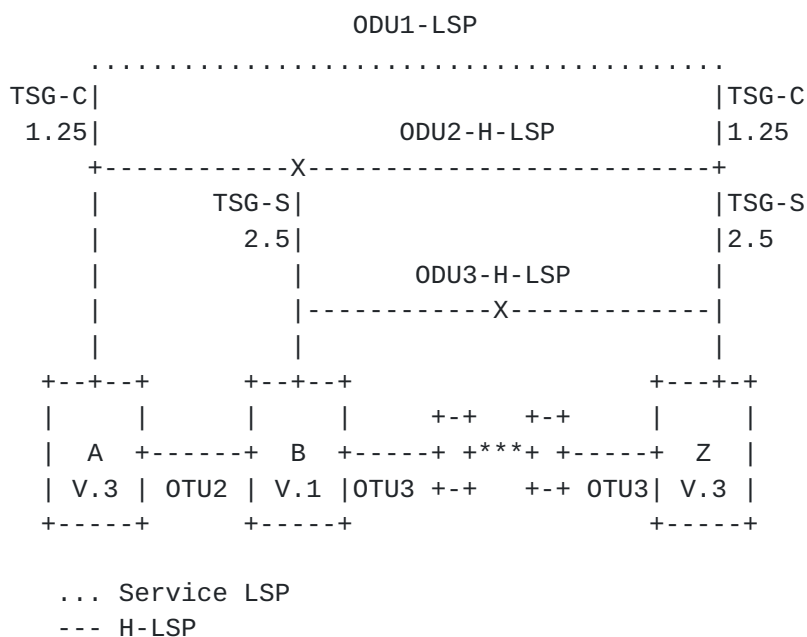 ODU1-LSP
     .........................................
TSG-C|                                       |TSG-C
 1.25|                   ODU2-H-LSP          |1.25
     +------------X--------------------------+
     |       TSG-S|                          |TSG-S
     |         2.5|                          |2.5
     |            |       ODU3-H-LSP         |
     |            |------------X-------------|
     |            |                          |
  +--+--+      +--+--+                   +---+-+
  |     |      |     |     +-+   +-+     |     |
  |  A  +------+  B  +-----+ +***+ +-----+  Z  |
  | V.3 | OTU2 | V.1 |OTU3 +-+   +-+ OTU3| V.3 |
  +-----+      +-----+                   +-----+

   ... Service LSP
   --- H-LSP